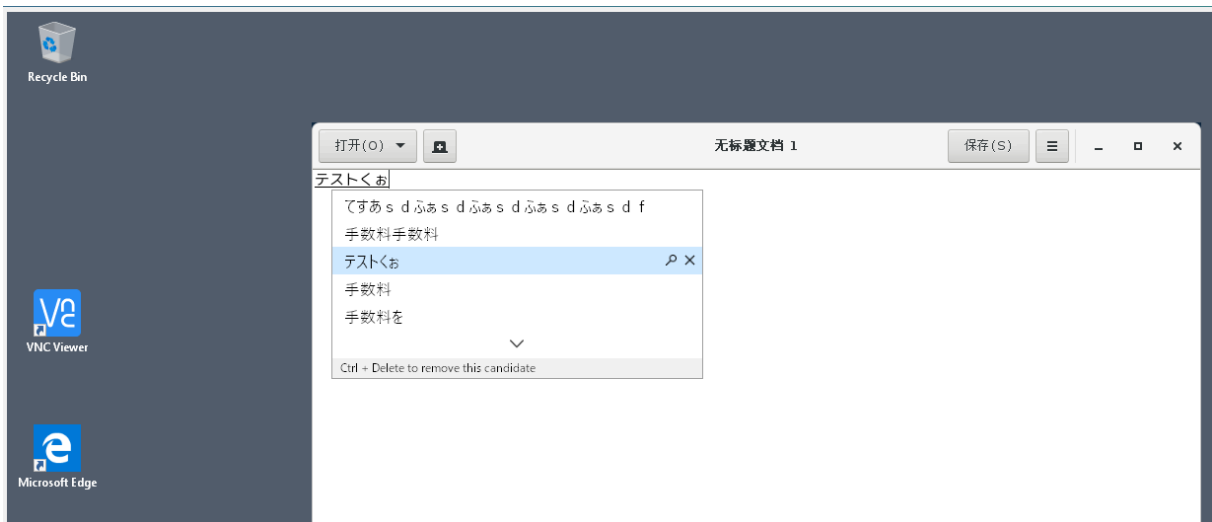 Recycle Bin
打开(O)
无标题文档 1
保存(S)
テストくぉ
てすあｓｄふぁｓｄふぁｓｄふぁｓｄふぁｓｄｆ
手数料手数料
テストくぉ
手数料
手数料を
Ctrl + Delete to remove this candidate
VNC Viewer
Microsoft Edge